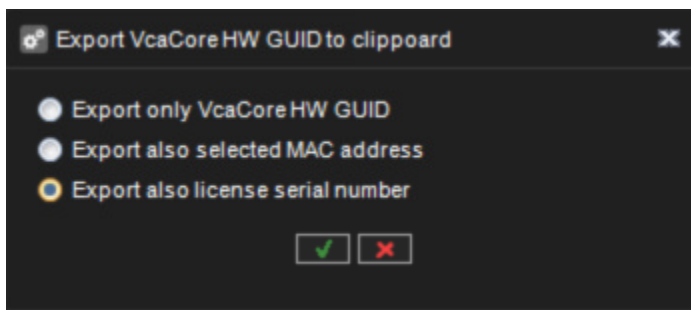 Export VcaCore HW GUID to clippoard
Export only VcaCore HW GUID
Export also selected MAC address
Export also license serial number